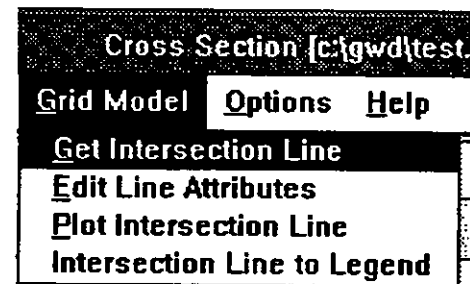 Cross Section [c:\gwd\test.
Grid Model Options Help
Get Intersection Line
Edit Line Attributes
Plot Intersection Line
Intersection Line to Legend